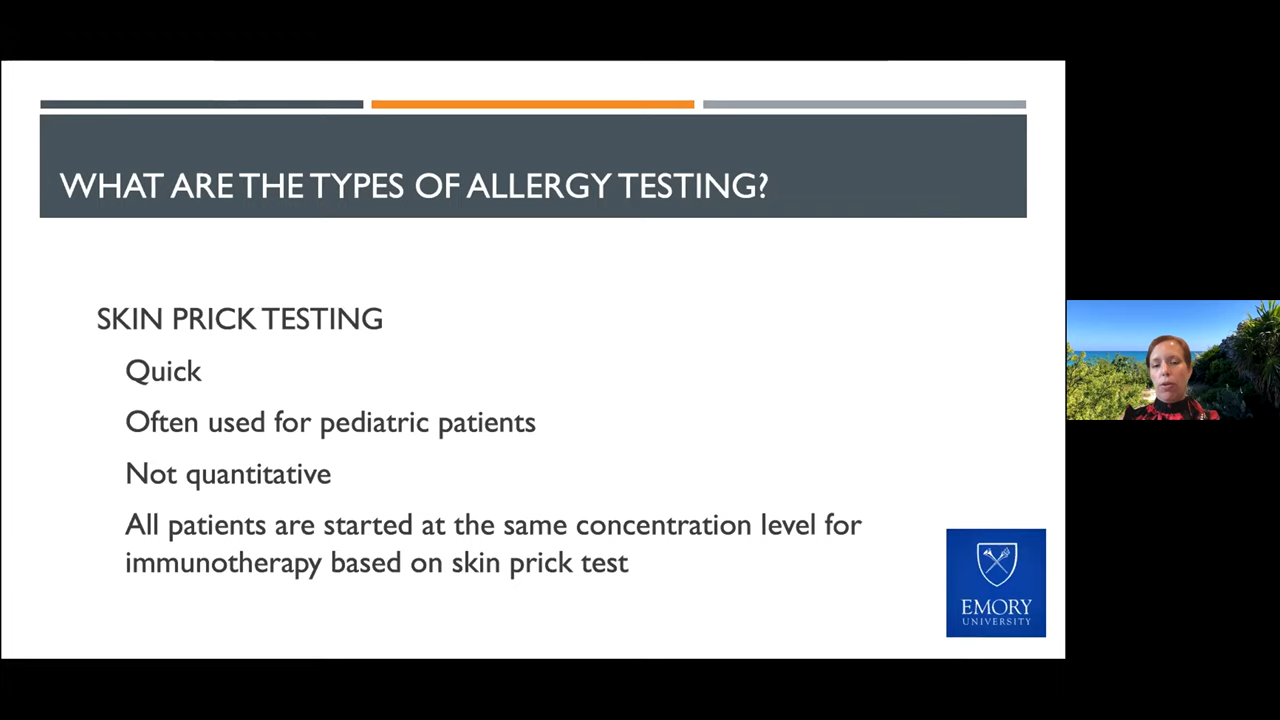 WHAT ARE THE TYPES OF ALLERGY TESTING?
SKIN PRICK TESTING
Quick
Often used for pediatric patients
Not quantitative
All patients are started at the same concentration level for
immunotherapy based on skin prick test
EMORY
UNIVERSITY